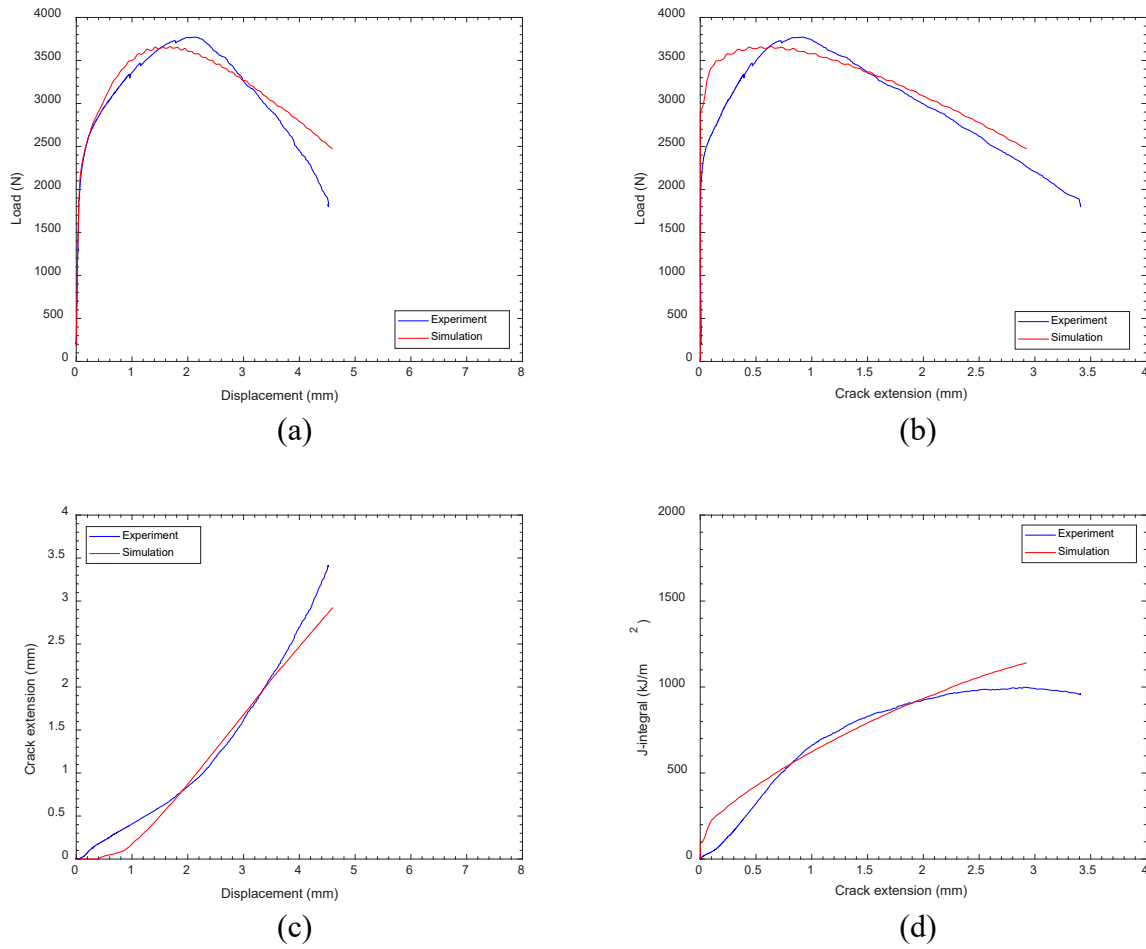 4000
3500
3000
2500
2000
1500
1000
500
0
Load (N)
Experiment
Simulation
0 1 2 3 4 5 6 7 8
Displacement (mm)
(a)
4000
3500
3000
2500
2000
1500
1000
500
0
Load (N)
Experiment
Simulation
0 0.5 1 1.5 2 2.5 3 3.5 4
Crack extension (mm)
(b)
4
3.5
3
2.5
2
1.5
1
0.5
0
Crack extension (mm)
Experiment
Simulation
0 1 2 3 4 5 6 7 8
Displacement (mm)
(c)
2000
1500
1000
500
0
J-integral (kJ/m 2 )
Experiment
Simulation
0 0.5 1 1.5 2 2.5 3 3.5 4
Crack extension (mm)
(d)